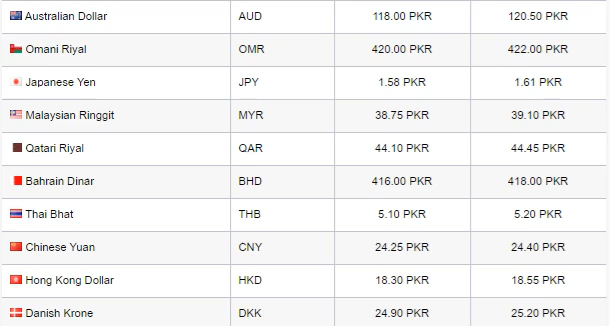 Australian Dollar AUD 118.00 PKR 120.50 PKR
Omani Riyal OMR 420.00 PKR 422.00 PKR
Japanese Yen JPY 1.58 PKR 1.61 PKR
Malaysian Ringgit MYR 38.75 PKR 39.10 PKR
Qatari Riyal QAR 44.10 PKR 44.45 PKR
Bahrain Dinar BHD 416.00 PKR 418.00 PKR
Thai Bhat THB 5.10 PKR 5.20 PKR
Chinese Yuan CNY 24.25 PKR 24.40 PKR
Hong Kong Dollar HKD 18.30 PKR 18.55 PKR
Danish Krone DKK 24.90 PKR 25.20 PKR